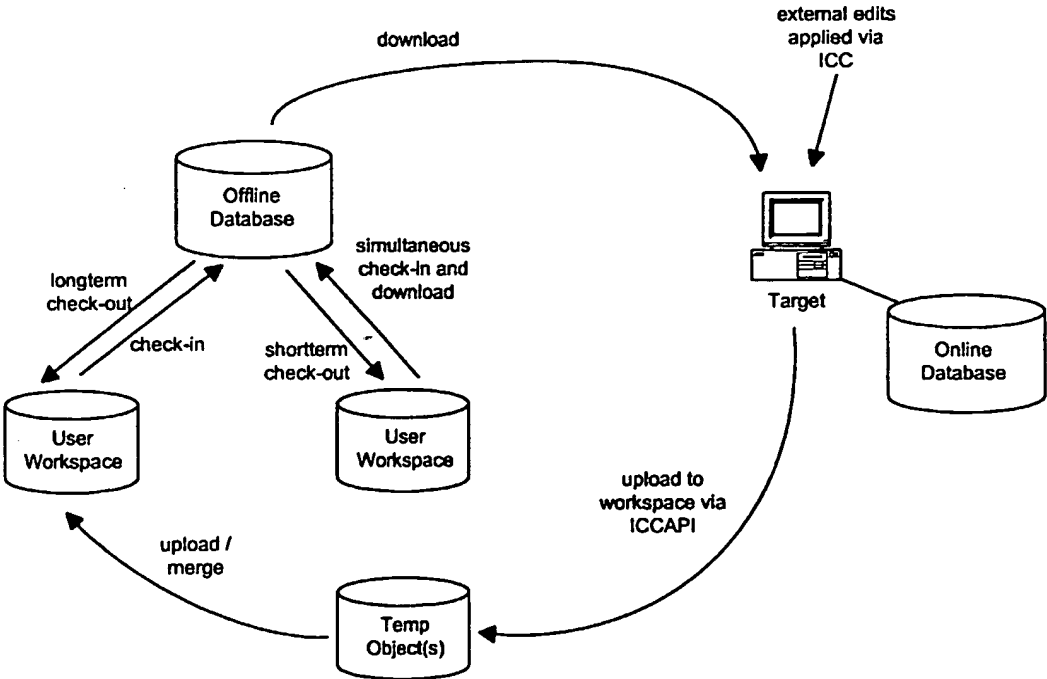 external edits
applied via
ICC
download
Offline
Database
simultaneous
check-in and
download
longterm
check-out
check-in
shortterm
check-out
Target
Online
Database
User
Workspace
User
Workspace
upload to
workspace via
ICCAPI
upload /
merge
Temp
Object(s)